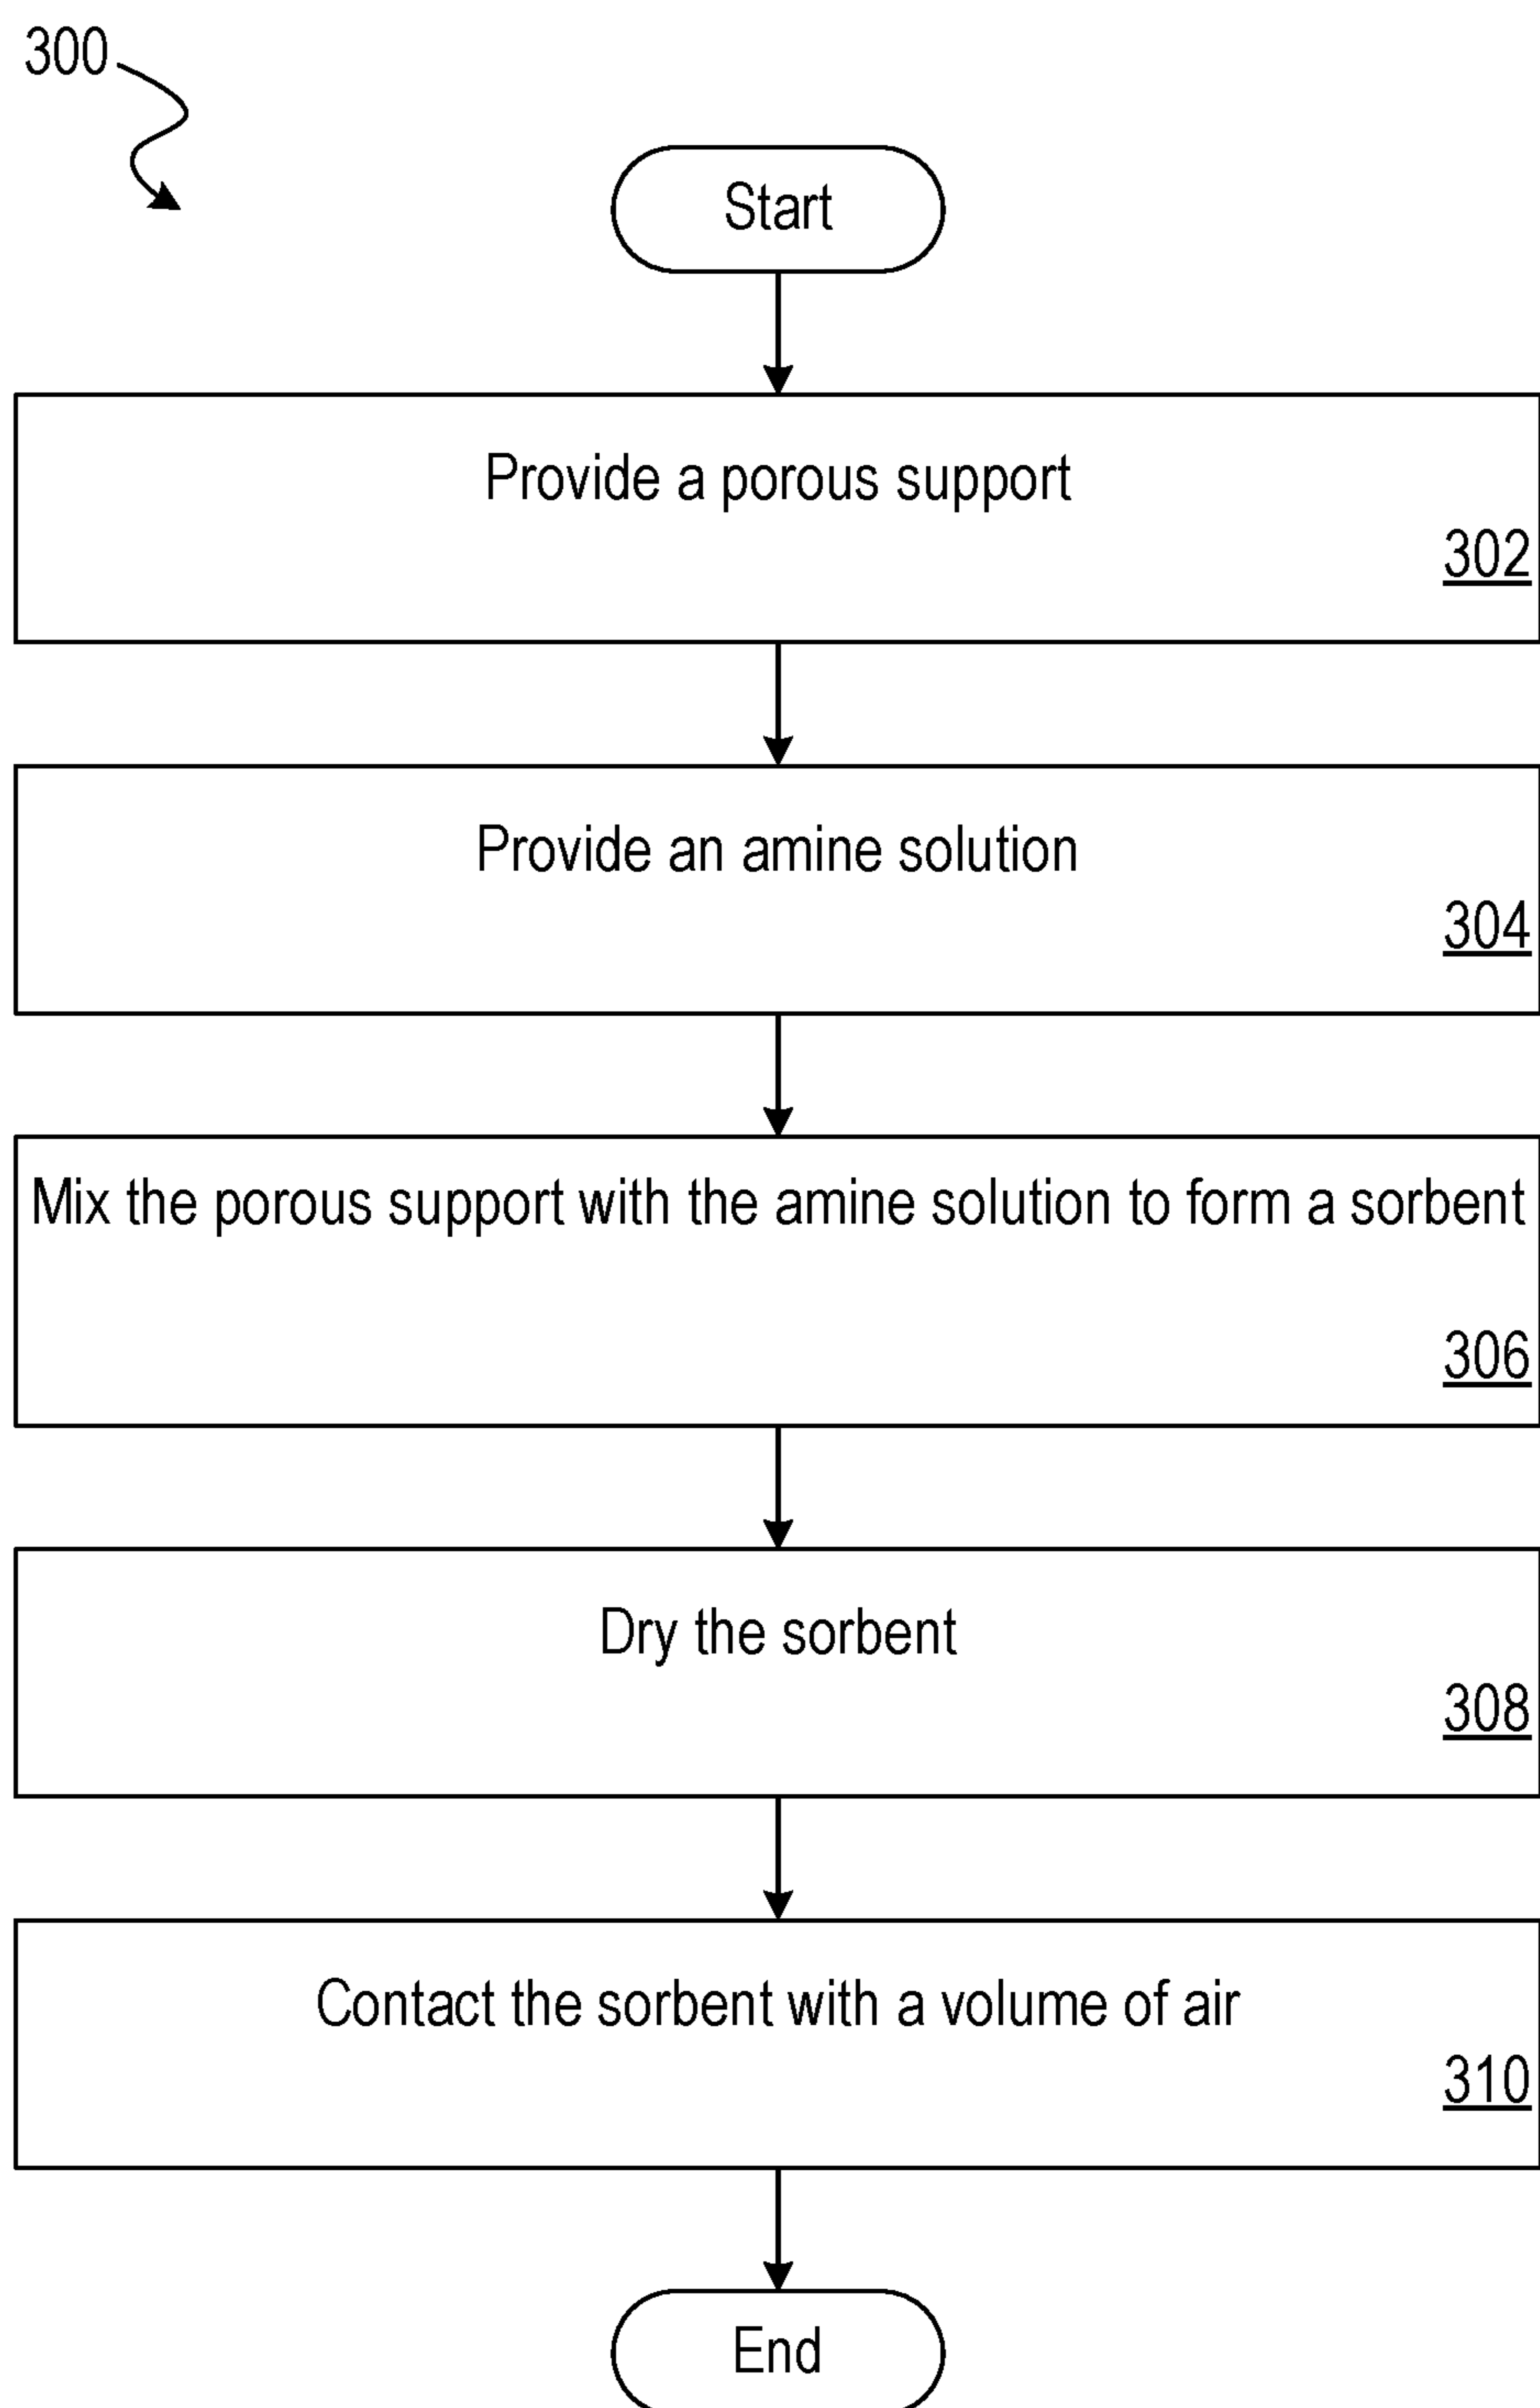 300
Start
Provide a porous support
302
Provide an amine solution
304
Mix the porous support with the amine solution to form a sorbent
306
Dry the sorbent
308
Contact the sorbent with a volume of air
310
End